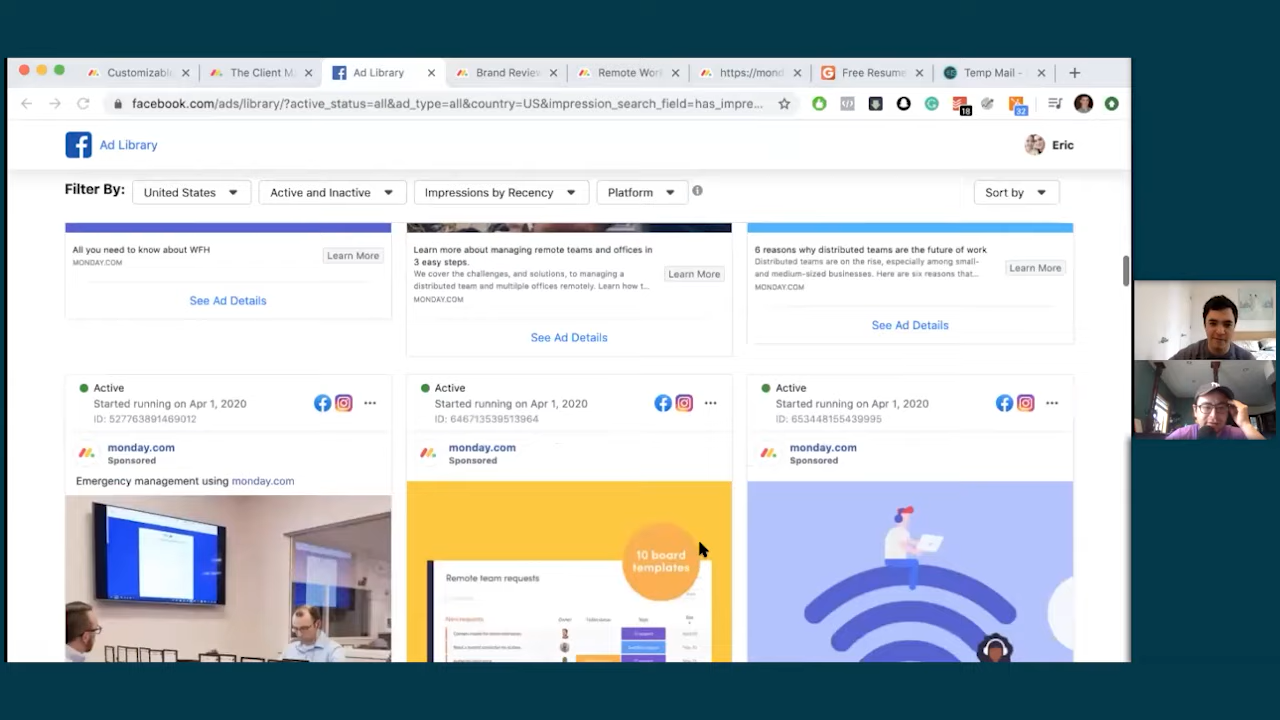 Customizabl
The Client M
Ad Library
Brand Review
Remote Wor
https://mond
Free Resume
Temp Mail -
facebook.com/ads/library/?active_status=all&ad_type=all&country=US&impression_search_field=has_impre...
18
32
Ad Library
Eric
Filter By:
United States
Active and Inactive
Impressions by Recency
Platform
Sort by
All you need to know about WFH
MONDAY.COM
Learn More
See Ad Details
Learn more about managing remote teams and offices in
3 easy steps.
We cover the challenges, and solutions, to managing a
distributed team and multiple offices remotely. Learn how t...
MONDAY.COM
Learn More
See Ad Details
6 reasons why distributed teams are the future of work
Distributed teams are on the rise, especially among small-
and medium-sized businesses. Here are six reasons that...
MONDAY.COM
Learn More
See Ad Details
Active
Started running on Apr 1, 2020
ID: 527763891469012
monday.com
Sponsored
Emergency management using monday.com
Active
Started running on Apr 1, 2020
ID: 646713539513964
monday.com
Sponsored
10 board
templates
Remote team requests
Active
Started running on Apr 1, 2020
ID: 653448155439995
monday.com
Sponsored